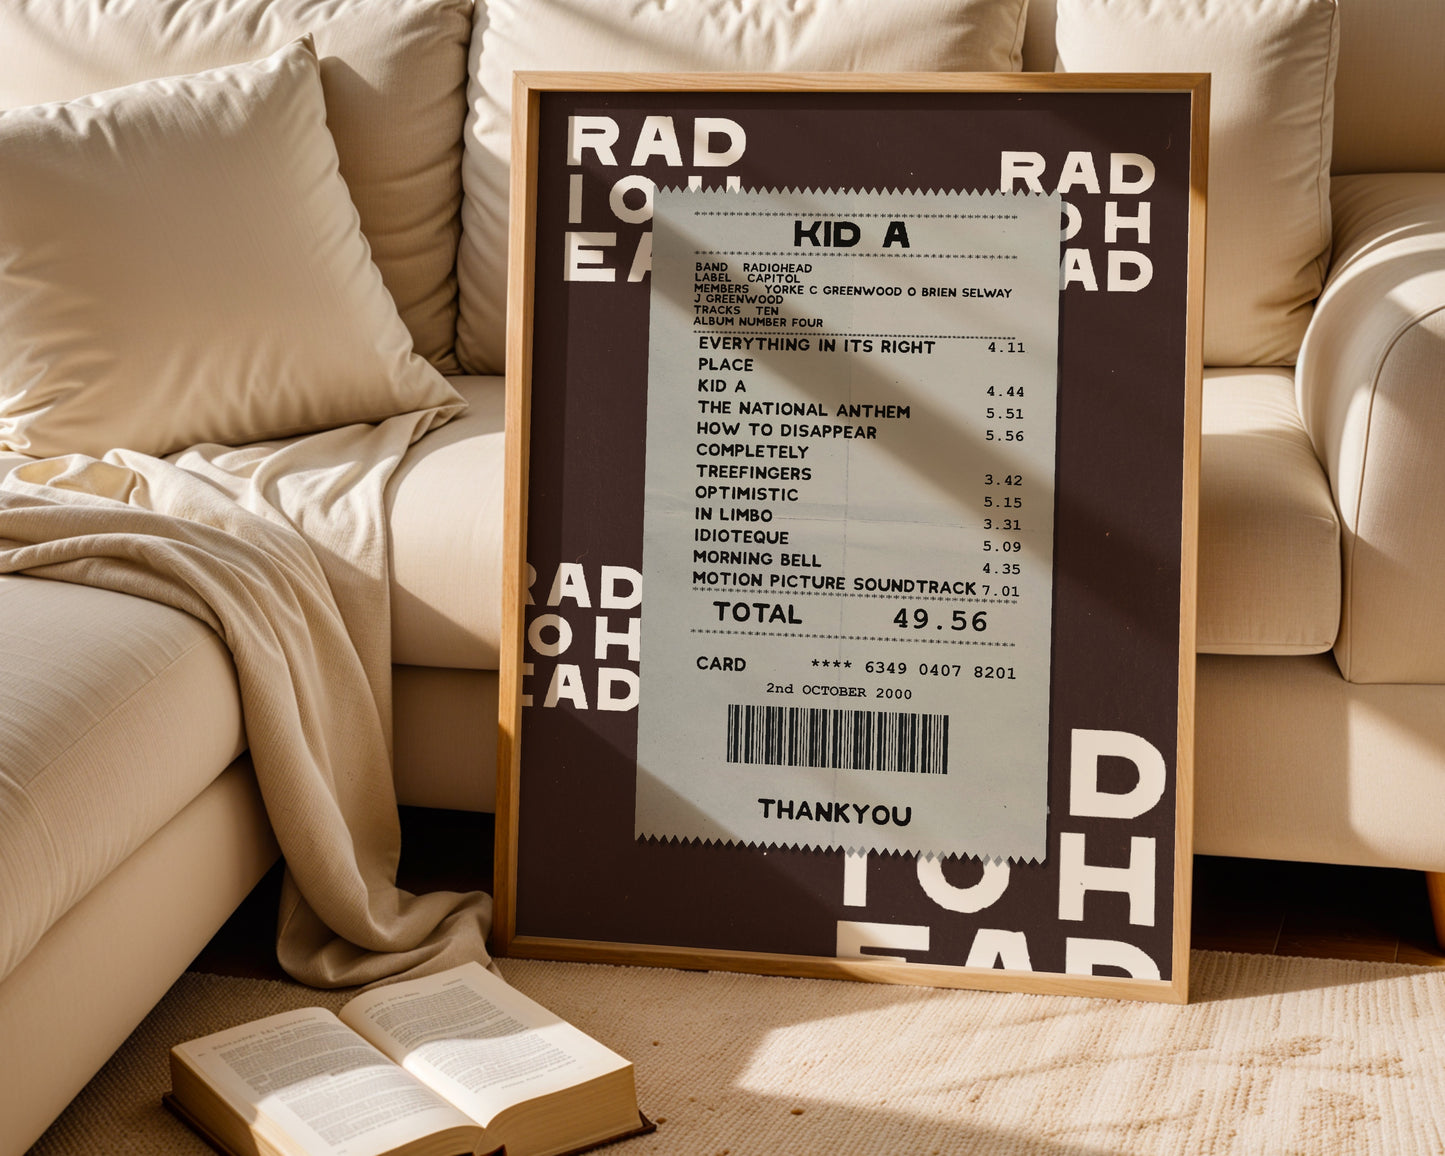 RAD
IOH
EA
RAD
OH
AD
KID A
BAND RADIOHEAD
LABEL CAPITOL
MEMBERS YORKE C GREENWOOD O BRIEN SELWAY
J GREENWOOD
TRACKS TEN
ALBUM NUMBER FOUR
EVERYTHING IN ITS RIGHT 4.11
PLACE
KID A 4.44
THE NATIONAL ANTHEM 5.51
HOW TO DISAPPEAR 5.56
COMPLETELY
TREEFINGERS 3.42
OPTIMISTIC 5.15
IN LIMBO 3.31
IDIOTEQUE 5.09
MORNING BELL 4.35
MOTION PICTURE SOUNDTRACK 7.01
TOTAL 49.56
CARD **** 6349 0407 8201
2nd OCTOBER 2000
THANKYOU
RAD
OH
EAD
D
IOH
EAD